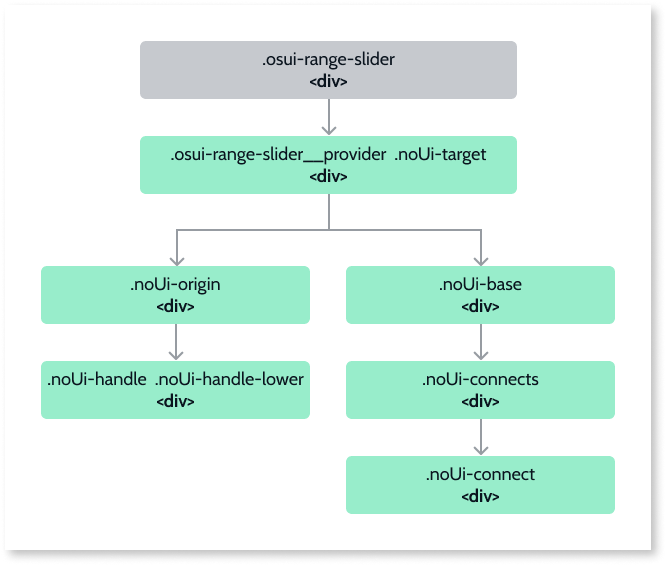 .osui-range-slider
<div>
.osui-range-slider__provider .noUi-target
<div>
.noUi-origin
<div>
.noUi-base
<div>
.noUi-handle .noUi-handle-lower
<div>
.noUi-connects
<div>
.noUi-connect
<div>